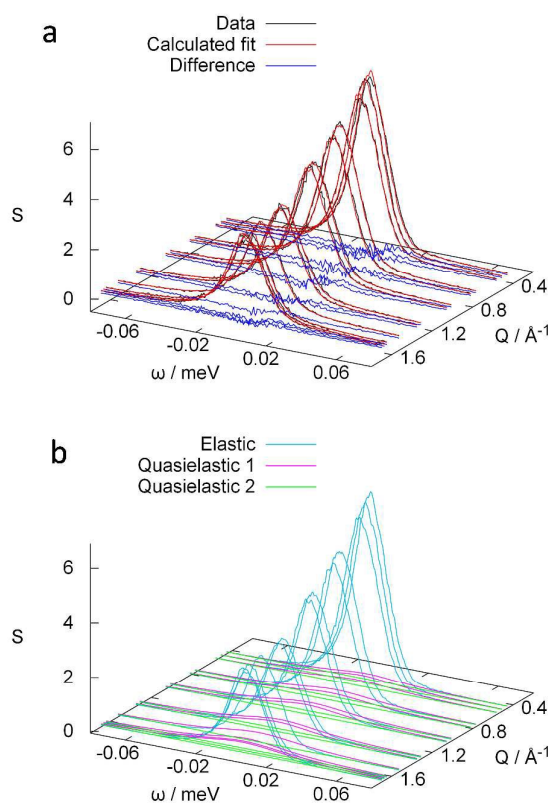 a
Data
Calculated fit
Difference
6
4
2
0
S
-0.06
-0.02
0.02
0.06
ω / meV
0.4
0.8
1.2
1.6
Q / Å⁻¹
b
Elastic
Quasielastic 1
Quasielastic 2
6
4
2
0
S
-0.06
-0.02
0.02
0.06
ω / meV
0.4
0.8
1.2
1.6
Q / Å⁻¹